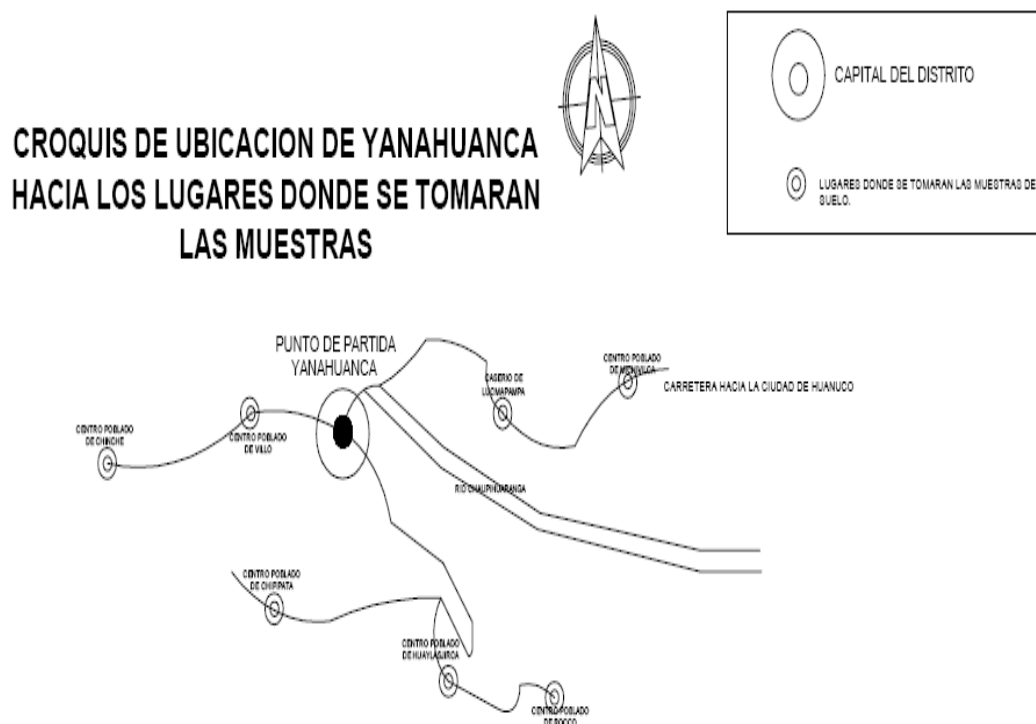 CROQUIS DE UBICACION DE YANAHUANCA
HACIA LOS LUGARES DONDE SE TOMARAN
LAS MUESTRAS
N
CAPITAL DEL DISTRITO
LUGARES DONDE SE TOMARAN LAS MUESTRAS DE
SUELO.
PUNTO DE PARTIDA
YANAHUANCA
CENTRO POBLADO
DE CHINCHE
CENTRO POBLADO
DE VILLO
CASERIO DE
LUCMAPAMPA
CENTRO POBLADO
DE
CARRETERA HACIA LA CIUDAD DE HUANUCO
RIO CHAUPIHUARANGA
CENTRO POBLADO
DE CHIPIPATA
CENTRO POBLADO
DE HUAYLASJIRCA
CENTRO POBLADO
DE ROCCO